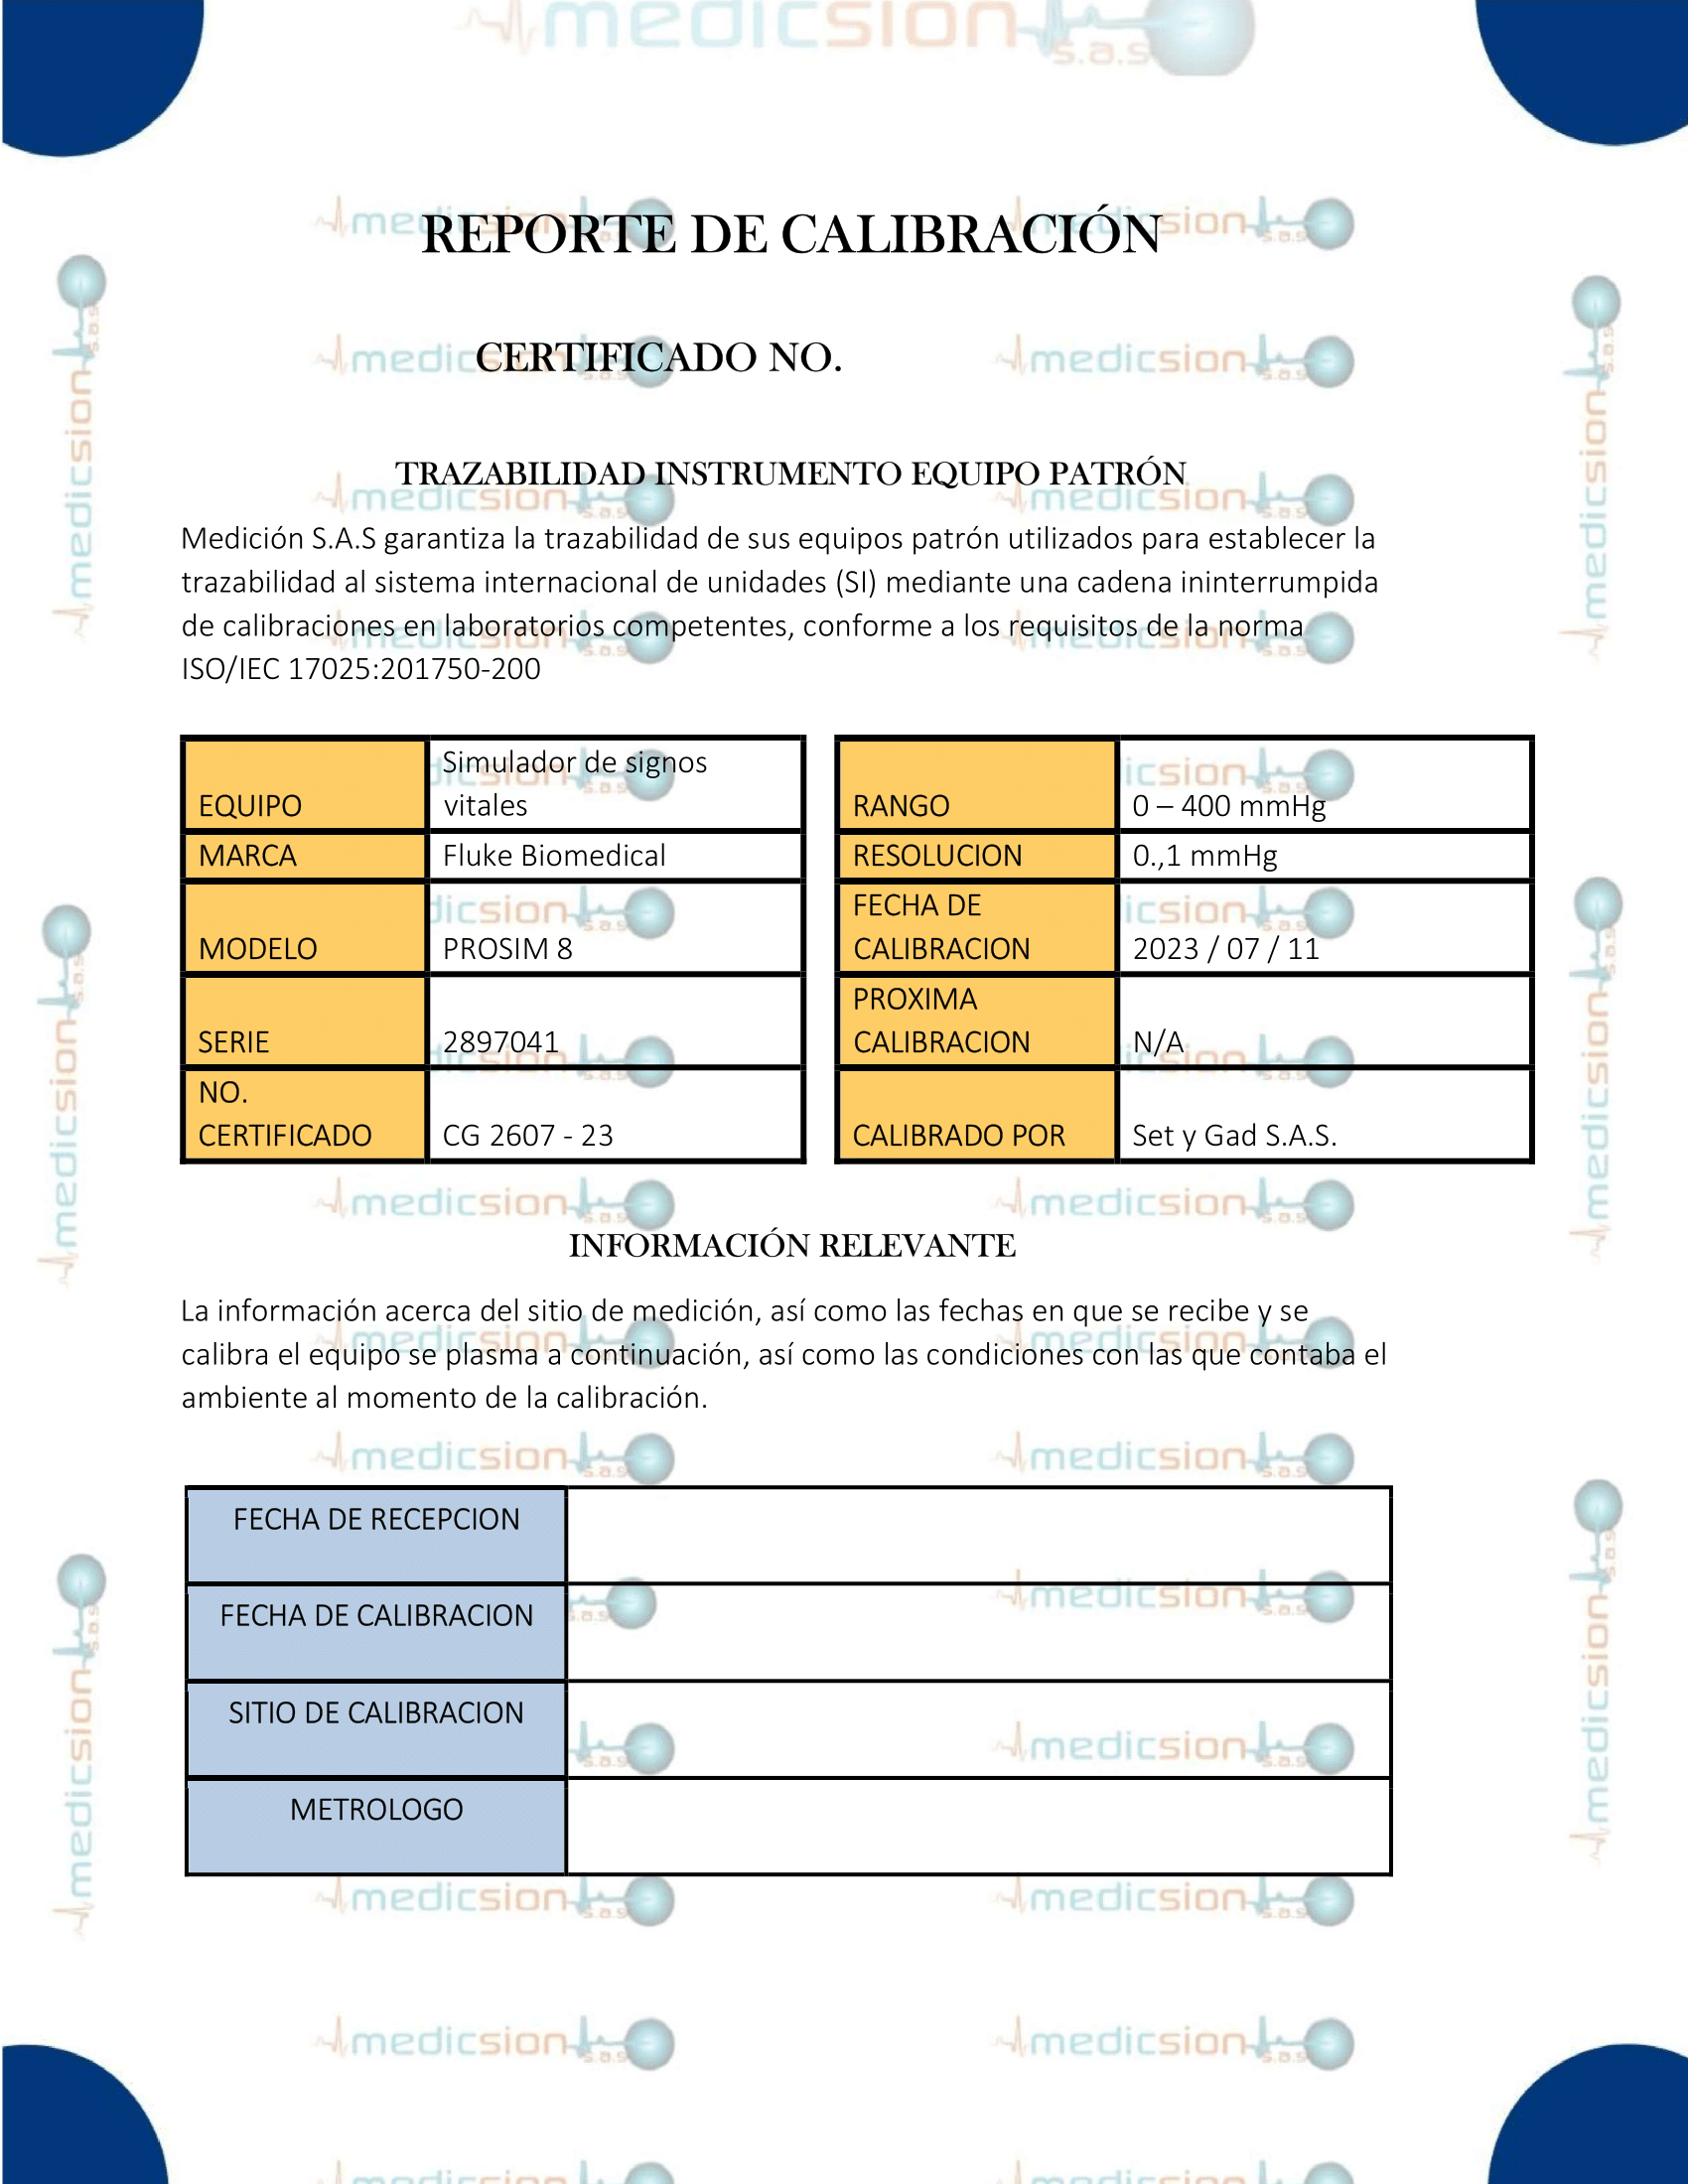 medicsion s.a.s
REPORTE DE CALIBRACIÓN
CERTIFICADO NO.
TRAZABILIDAD INSTRUMENTO EQUIPO PATRÓN
Medición S.A.S garantiza la trazabilidad de sus equipos patrón utilizados para establecer la
trazabilidad al sistema internacional de unidades (SI) mediante una cadena ininterrumpida
de calibraciones en laboratorios competentes, conforme a los requisitos de la norma
ISO/IEC 17025:201750-200
EQUIPO Simulador de signos vitales
MARCA Fluke Biomedical
MODELO PROSIM 8
SERIE 2897041
NO. CERTIFICADO CG 2607 - 23
RANGO 0 – 400 mmHg
RESOLUCION 0.,1 mmHg
FECHA DE CALIBRACION 2023 / 07 / 11
PROXIMA CALIBRACION N/A
CALIBRADO POR Set y Gad S.A.S.
INFORMACIÓN RELEVANTE
La información acerca del sitio de medición, así como las fechas en que se recibe y se
calibra el equipo se plasma a continuación, así como las condiciones con las que contaba el
ambiente al momento de la calibración.
FECHA DE RECEPCION
FECHA DE CALIBRACION
SITIO DE CALIBRACION
METROLOGO